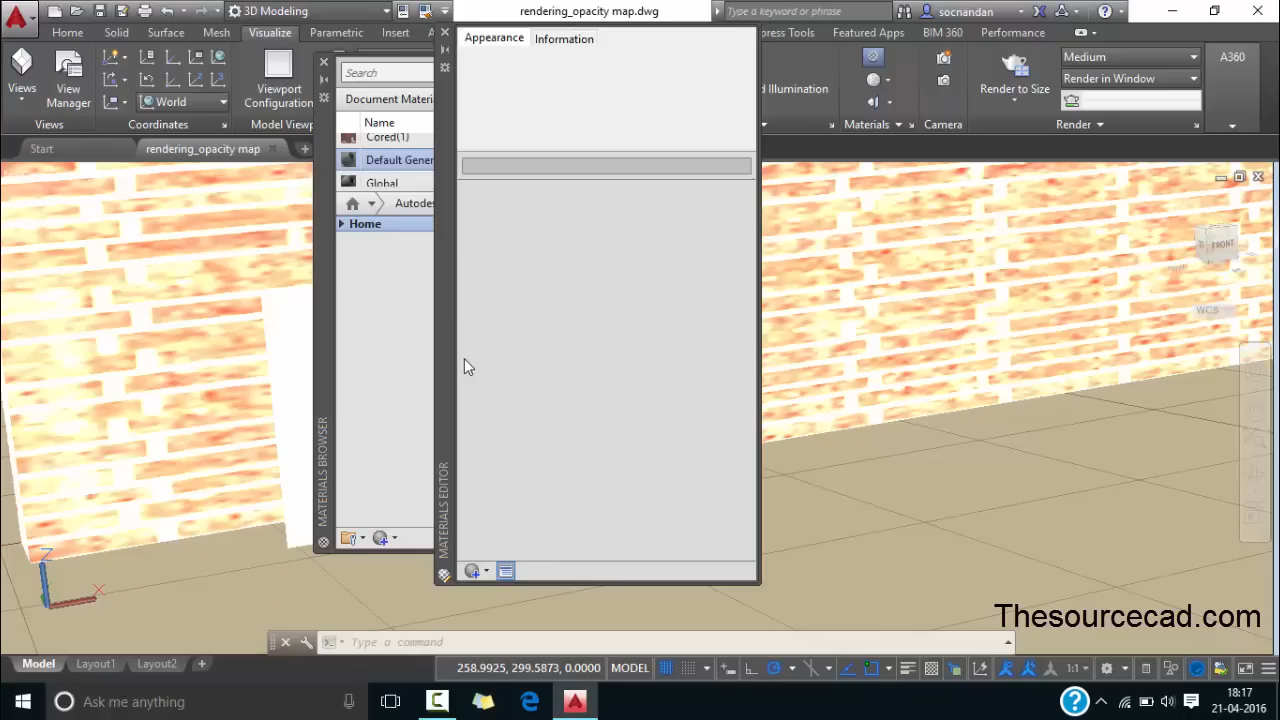 3D Modeling
rendering_opacity map.dwg
Type a keyword or phrase
socnandan
Home Solid Surface Mesh Visualize Parametric Insert A
press Tools Featured Apps BIM 360 Performance
Views
View
Manager
World
Viewport
Configuration
Views
Coordinates
Model Viewp
Search
Document Materi
Name
Cored(1)
Default Gener
Global
Autodes
Home
MATERIALS BROWSER
Appearance
Information
MATERIALS EDITOR
d Illumination
Materials
Camera
Render to Size
Medium
Render in Window
Render
A360
Start
rendering_opacity map
FRONT
WCS
Z
X
Thesourcecad.com
Type a command
Model Layout1 Layout2
258.9925, 299.5873, 0.0000 MODEL
1:1
Ask me anything
18:17
21-04-2016